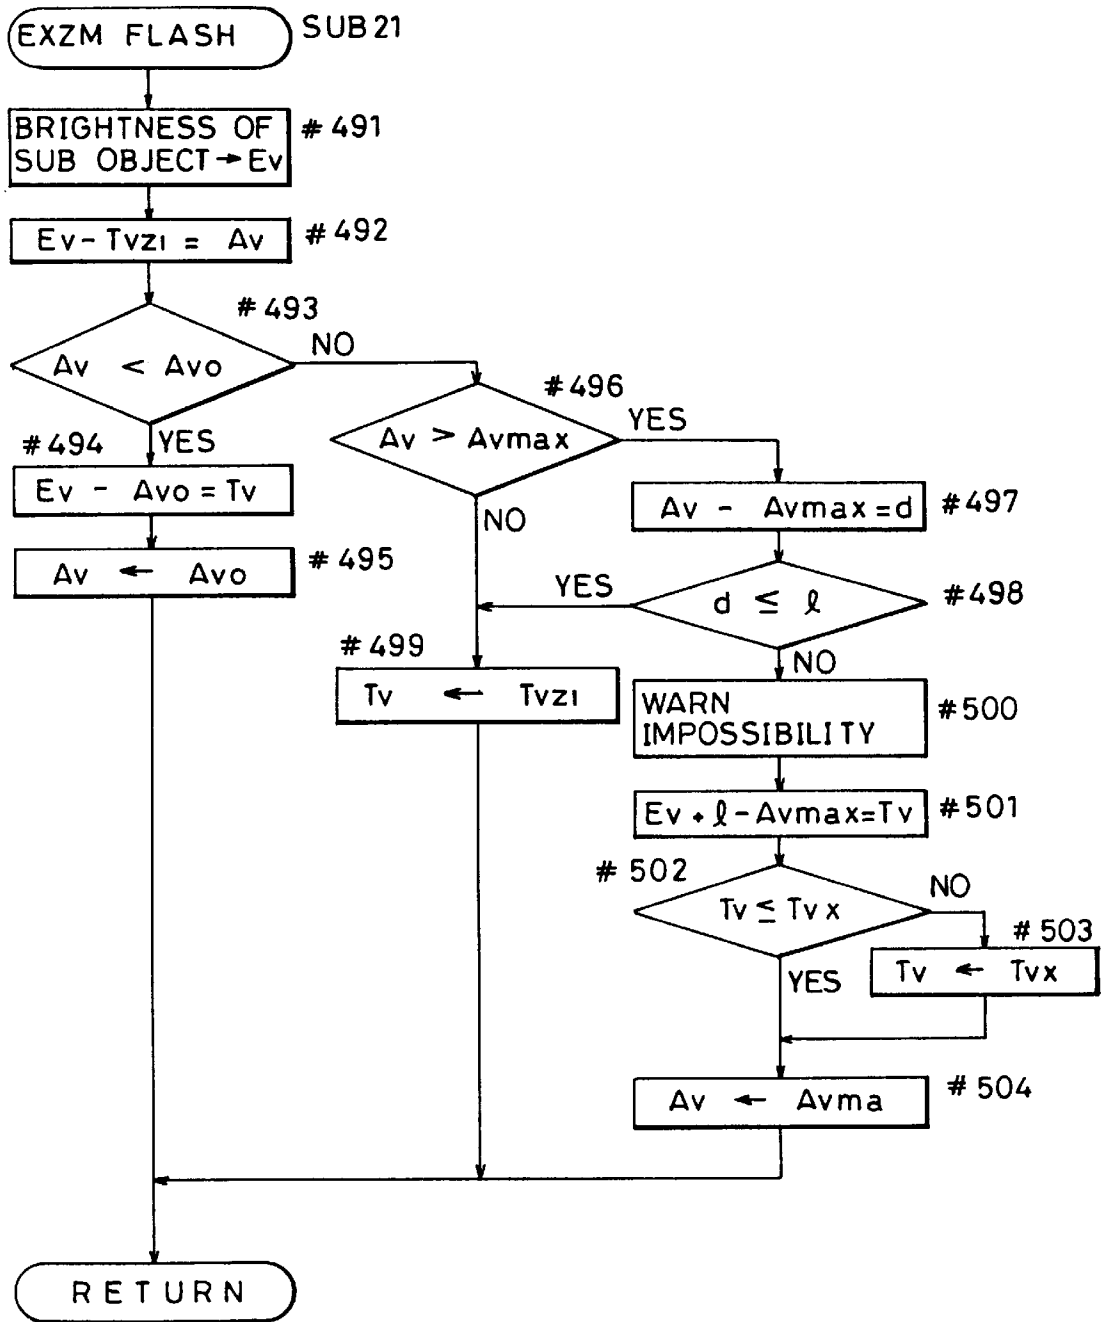 EXZM FLASH SUB21
BRIGHTNESS OF
SUB OBJECT→Ev
#491
Ev-Tvz1 = Av #492
#493
Av < Avo
NO
YES
#494
Ev - Avo=Tv
Av ← Avo #495
#496
Av > Avmax
YES
NO
Av - Avmax=d #497
d ≤ ℓ #498
YES
NO
#499
Tv ← Tvz1
WARN
IMPOSSIBILITY
#500
Ev+ℓ-Avmax=Tv #501
#502
Tv≤Tvx
NO
YES
#503
Tv ← Tvx
Av ← Avma #504
RETURN